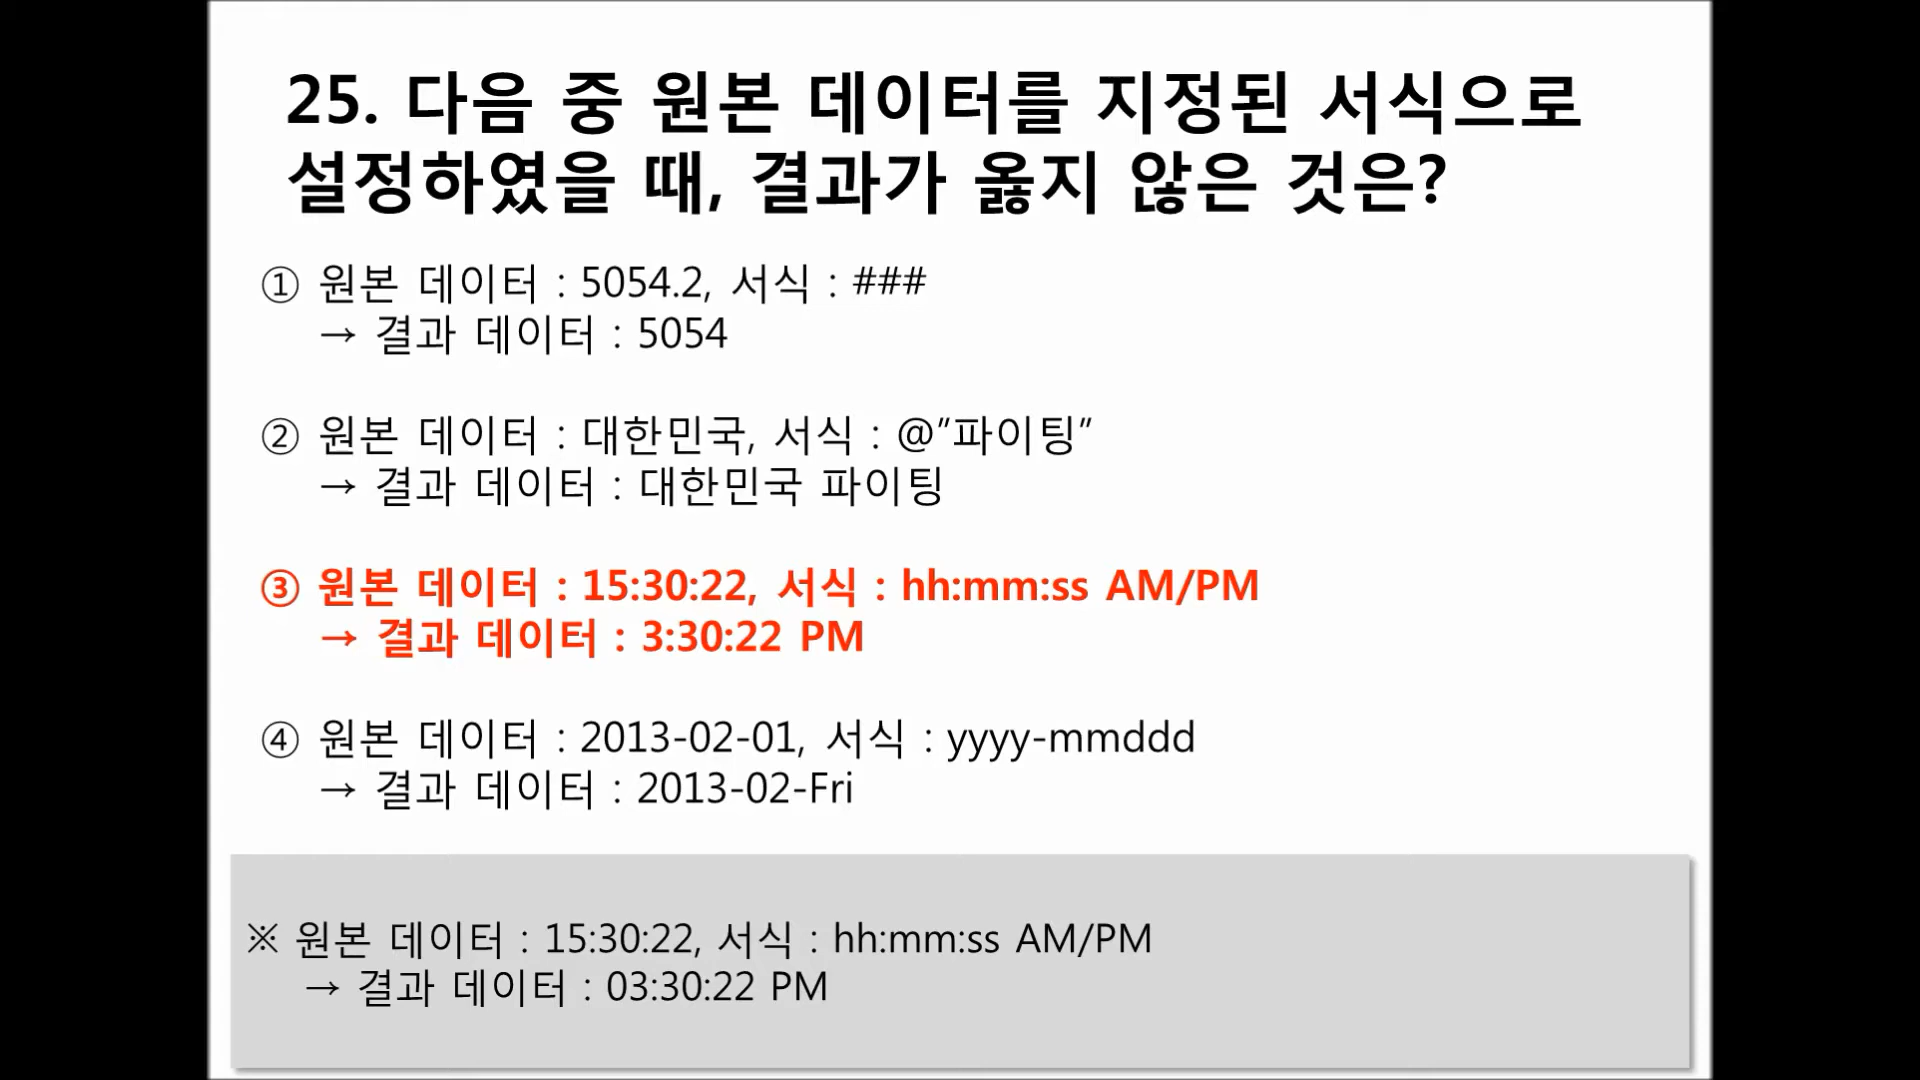 25. 다음 중 원본 데이터를 지정된 서식으로
설정하였을 때, 결과가 옳지 않은 것은?
① 원본 데이터 : 5054.2, 서식 : ###
→ 결과 데이터 : 5054
② 원본 데이터 : 대한민국, 서식 : @”파이팅”
→ 결과 데이터 : 대한민국 파이팅
③ 원본 데이터 : 15:30:22, 서식 : hh:mm:ss AM/PM
→ 결과 데이터 : 3:30:22 PM
④ 원본 데이터 : 2013-02-01, 서식 : yyyy-mmddd
→ 결과 데이터 : 2013-02-Fri
※ 원본 데이터 : 15:30:22, 서식 : hh:mm:ss AM/PM
→ 결과 데이터 : 03:30:22 PM